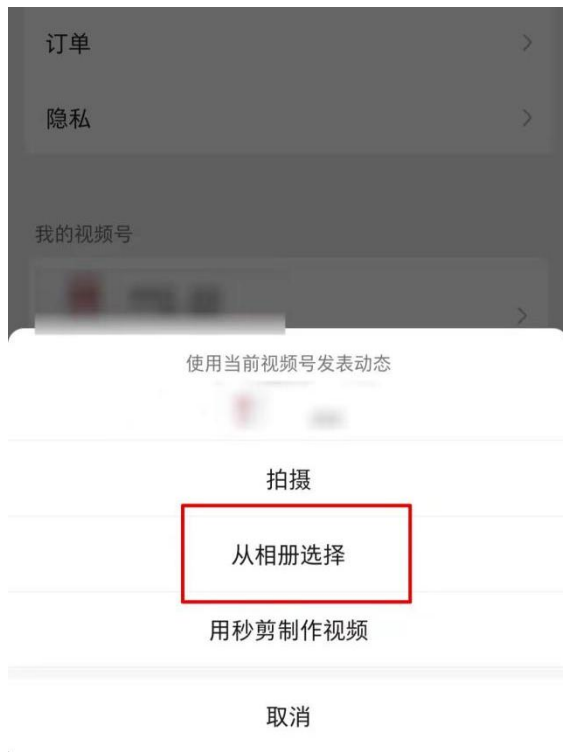 订单
隐私
我的视频号
使用当前视频号发表动态
拍摄
从相册选择
用秒剪制作视频
取消